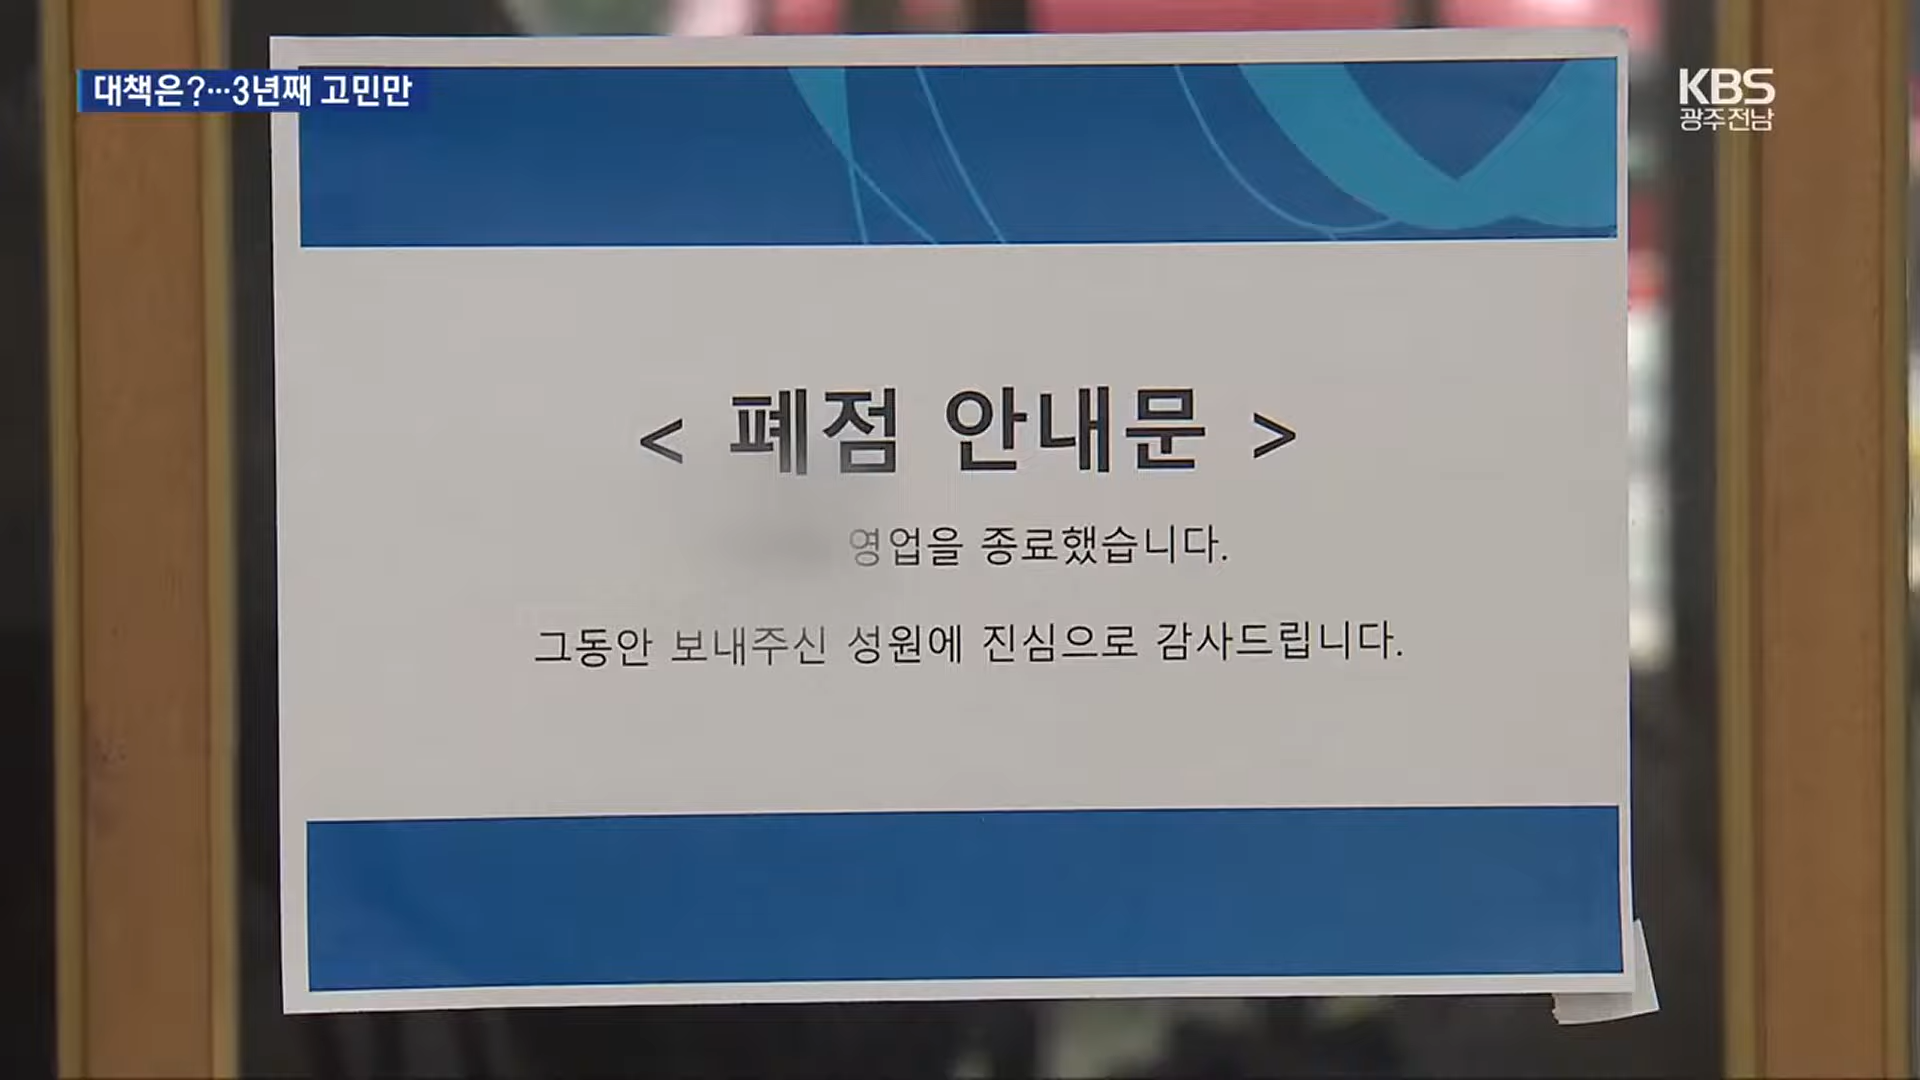 대책은?…3년째 고민만
KBS
광주전남
< 폐점 안내문 >
영업을 종료했습니다.
그동안 보내주신 성원에 진심으로 감사드립니다.